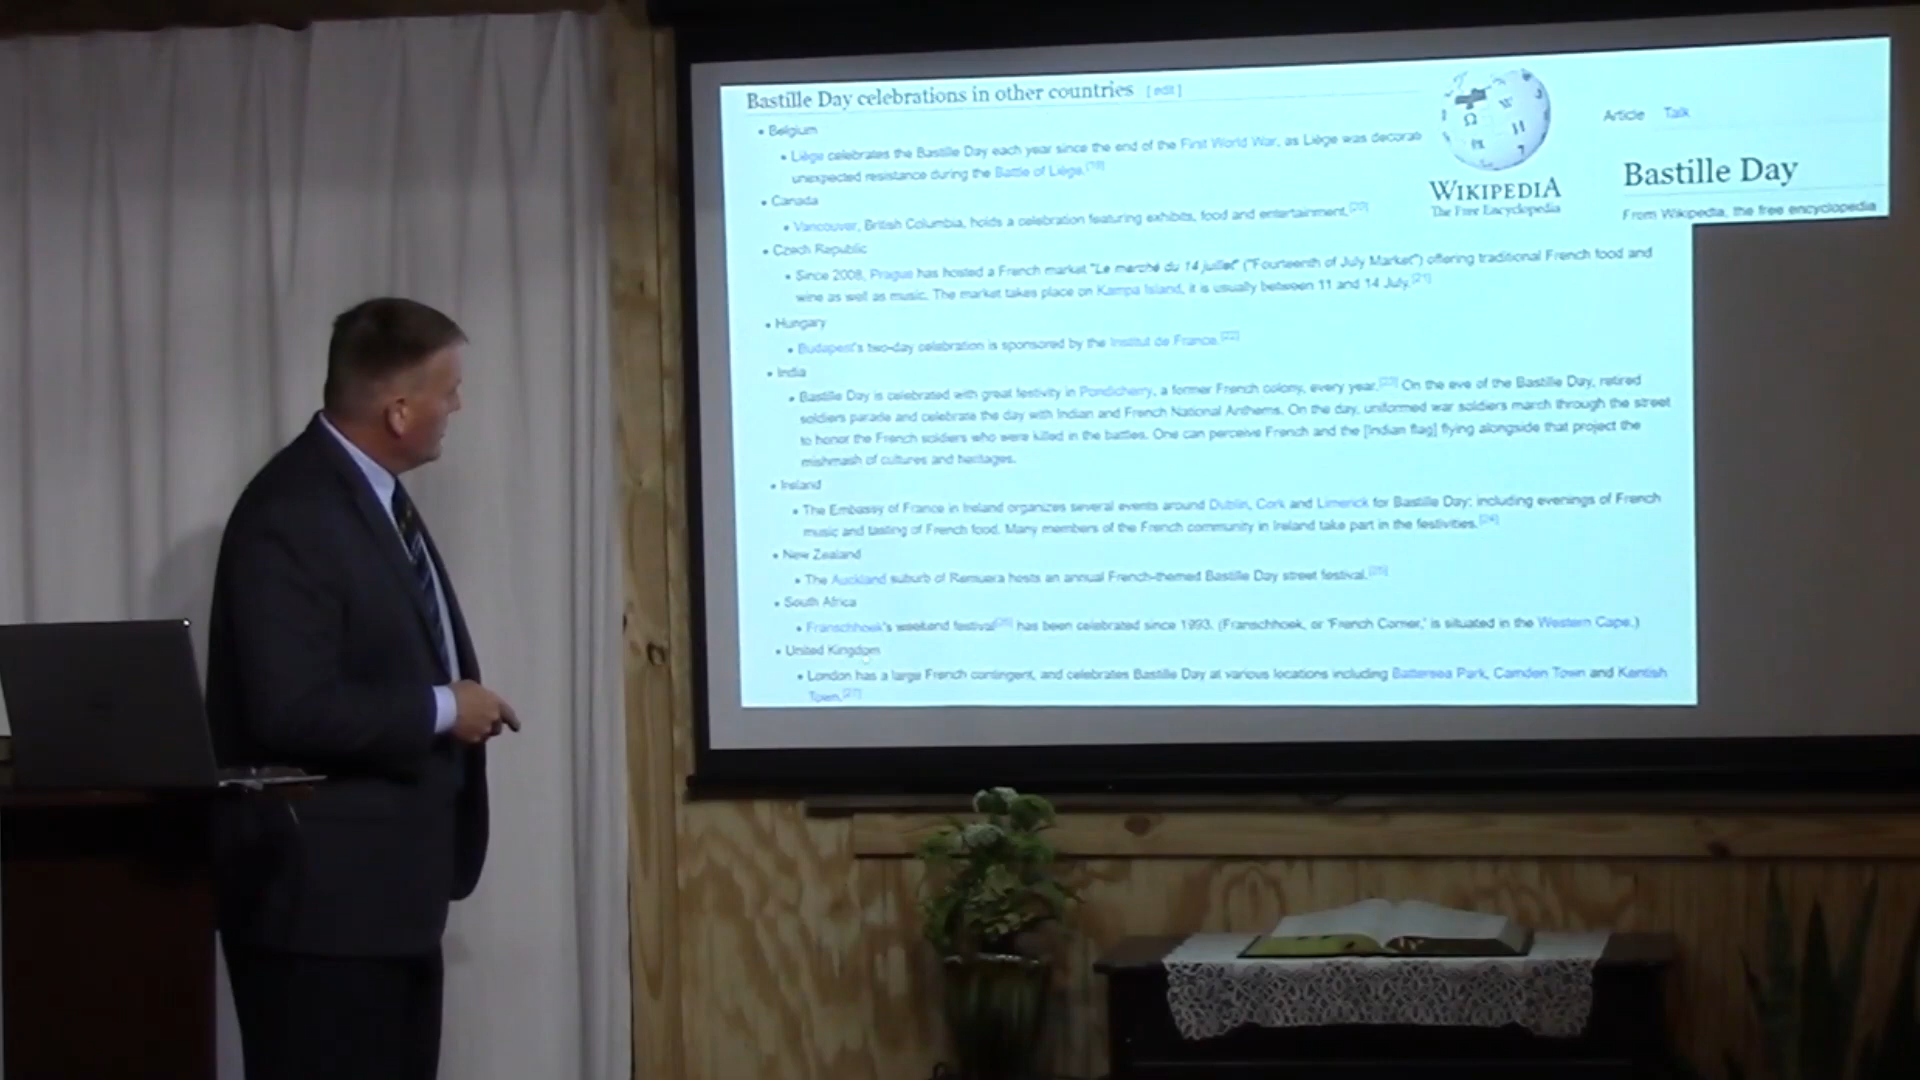 Bastille Day celebrations in other countries [ edit ]
• Belgium
• Liège celebrates the Bastille Day each year since the end of the First World War, as Liège was decorat
unexpected resistance during the Battle of Liège.[19]
• Canada
• Vancouver, British Columbia, holds a celebration featuring exhibits, food and entertainment.[20]
• Czech Republic
• Since 2008, Prague has hosted a French market "Le marché du 14 juillet" ("Fourteenth of July Market") offering traditional French food and
wine as well as music. The market takes place on Kampa Island, it is usually between 11 and 14 July.[21]
• Hungary
• Budapest's two-day celebration is sponsored by the Institut de France.[22]
• India
• Bastille Day is celebrated with great festivity in Pondicherry, a former French colony, every year.[23] On the eve of the Bastille Day, retired
soldiers parade and celebrate the day with Indian and French National Anthems. On the day, uniformed war soldiers march through the street
to honor the French soldiers who were killed in the battles. One can perceive French and the [Indian flag] flying alongside that project the
mishmash of cultures and heritages.
• Ireland
• The Embassy of France in Ireland organizes several events around Dublin, Cork and Limerick for Bastille Day; including evenings of French
music and tasting of French food. Many members of the French community in Ireland take part in the festivities.[24]
• New Zealand
• The Auckland suburb of Remuera hosts an annual French-themed Bastille Day street festival.[25]
• South Africa
• Franschhoek's weekend festival[26] has been celebrated since 1993. (Franschhoek, or 'French Corner,' is situated in the Western Cape.)
• United Kingdom
• London has a large French contingent, and celebrates Bastille Day at various locations including Battersea Park, Camden Town and Kentish
Town.[27]
WIKIPEDIA
The Free Encyclopedia
Article Talk
Bastille Day
From Wikipedia, the free encyclopedia